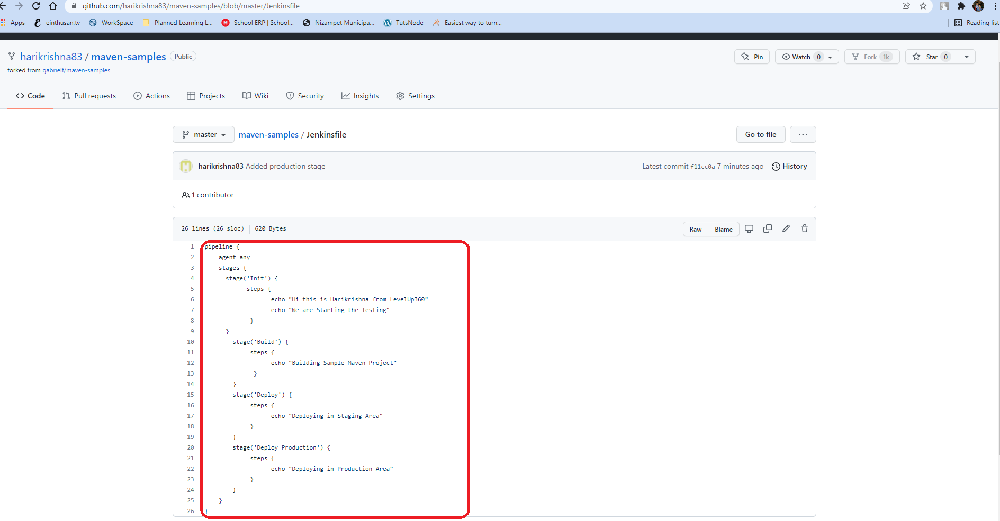 github.com/harikrishna83/maven-samples/blob/master/Jenkinsfile
Apps einthusan.tv WorkSpace Planned Learning L... School ERP | School... Nizampet Municipa... TutsNode Easiest way to turn... Reading list
harikrishna83 / maven-samples Public Pin Watch 0 Fork 1k Star 0
forked from gabrielf/maven-samples
Code Pull requests Actions Projects Wiki Security Insights Settings
master maven-samples / Jenkinsfile Go to file ...
harikrishna83 Added production stage Latest commit f11cc0a 7 minutes ago History
1 contributor
26 lines (26 sloc) 620 Bytes Raw Blame
1 pipeline {
2 agent any
3 stages {
4 stage('Init') {
5 steps {
6 echo "Hi this is Harikrishna from LevelUp360"
7 echo "We are Starting the Testing"
8 }
9 }
10 stage('Build') {
11 steps {
12 echo "Building Sample Maven Project"
13 }
14 }
15 stage('Deploy') {
16 steps {
17 echo "Deploying in Staging Area"
18 }
19 }
20 stage('Deploy Production') {
21 steps {
22 echo "Deploying in Production Area"
23 }
24 }
25 }
26 }